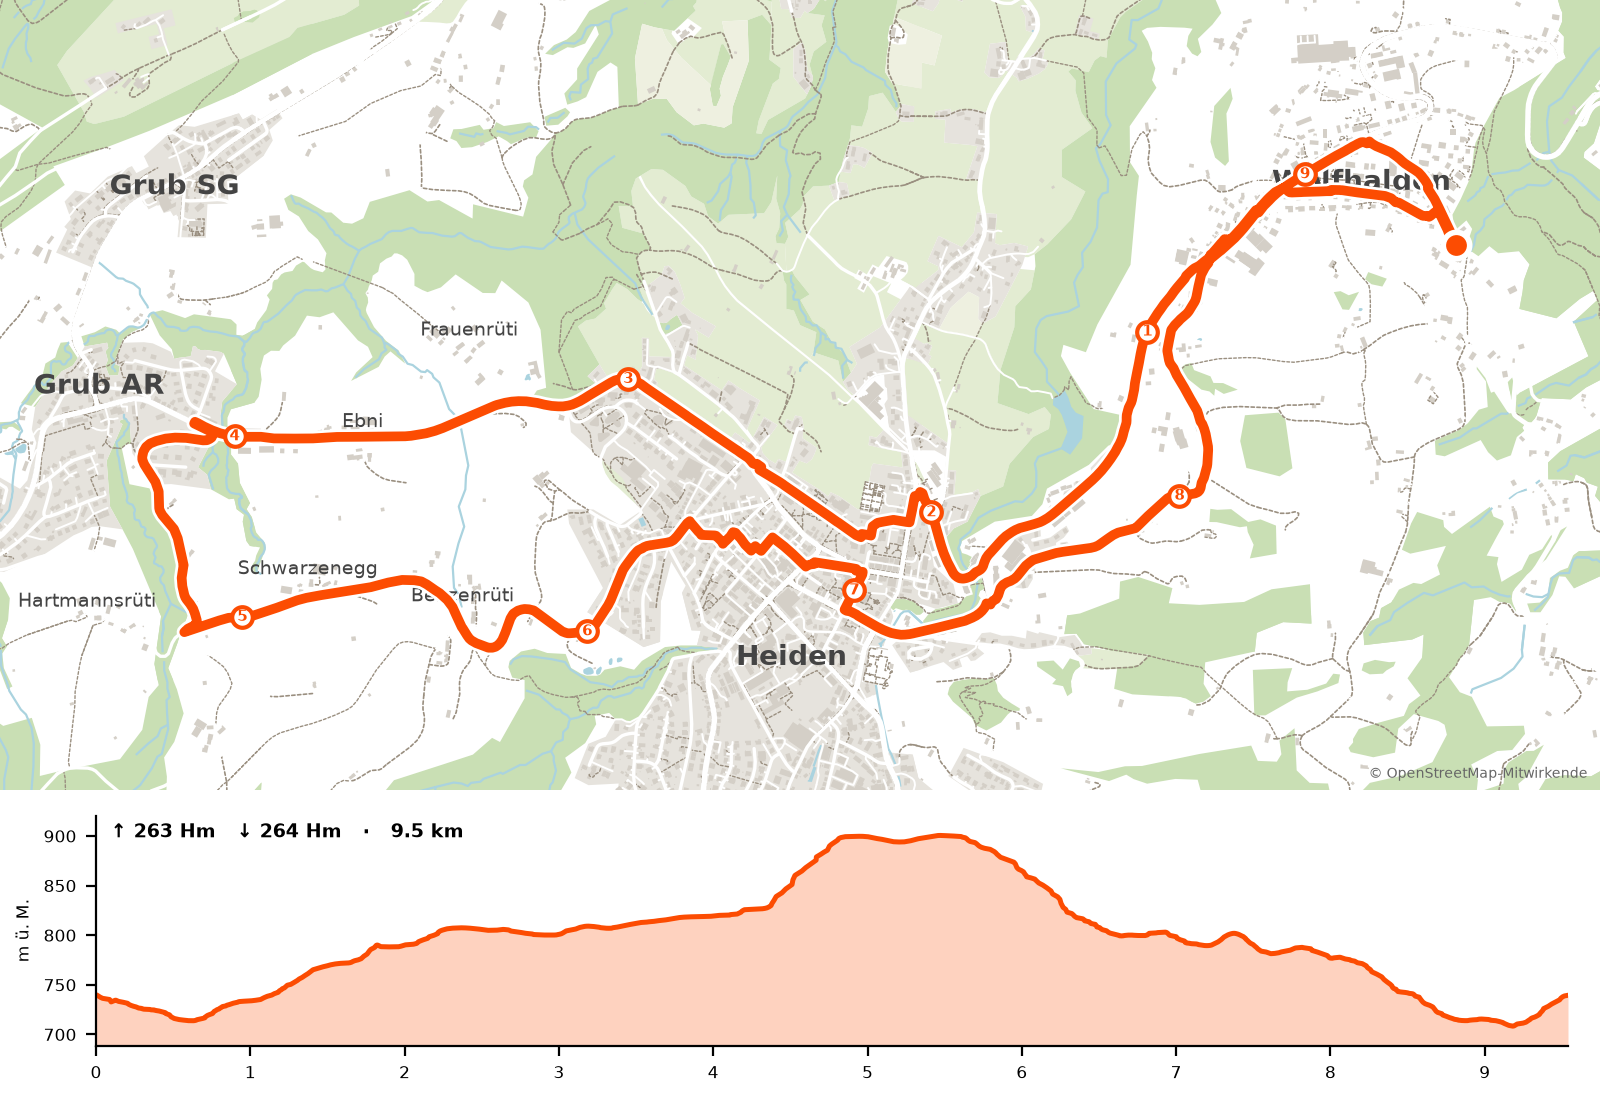 Grub SG
Wolfhalden
9
Frauenrüti
1
Grub AR
3
Ebni
4
8
2
Schwarzenegg
Hartmannsrüti
Benzenrüti
7
5
6
Heiden
© OpenStreetMap-Mitwirkende
↑ 263 Hm ↓ 264 Hm · 9.5 km
900
850
800
750
700
m ü. M.
0 1 2 3 4 5 6 7 8 9